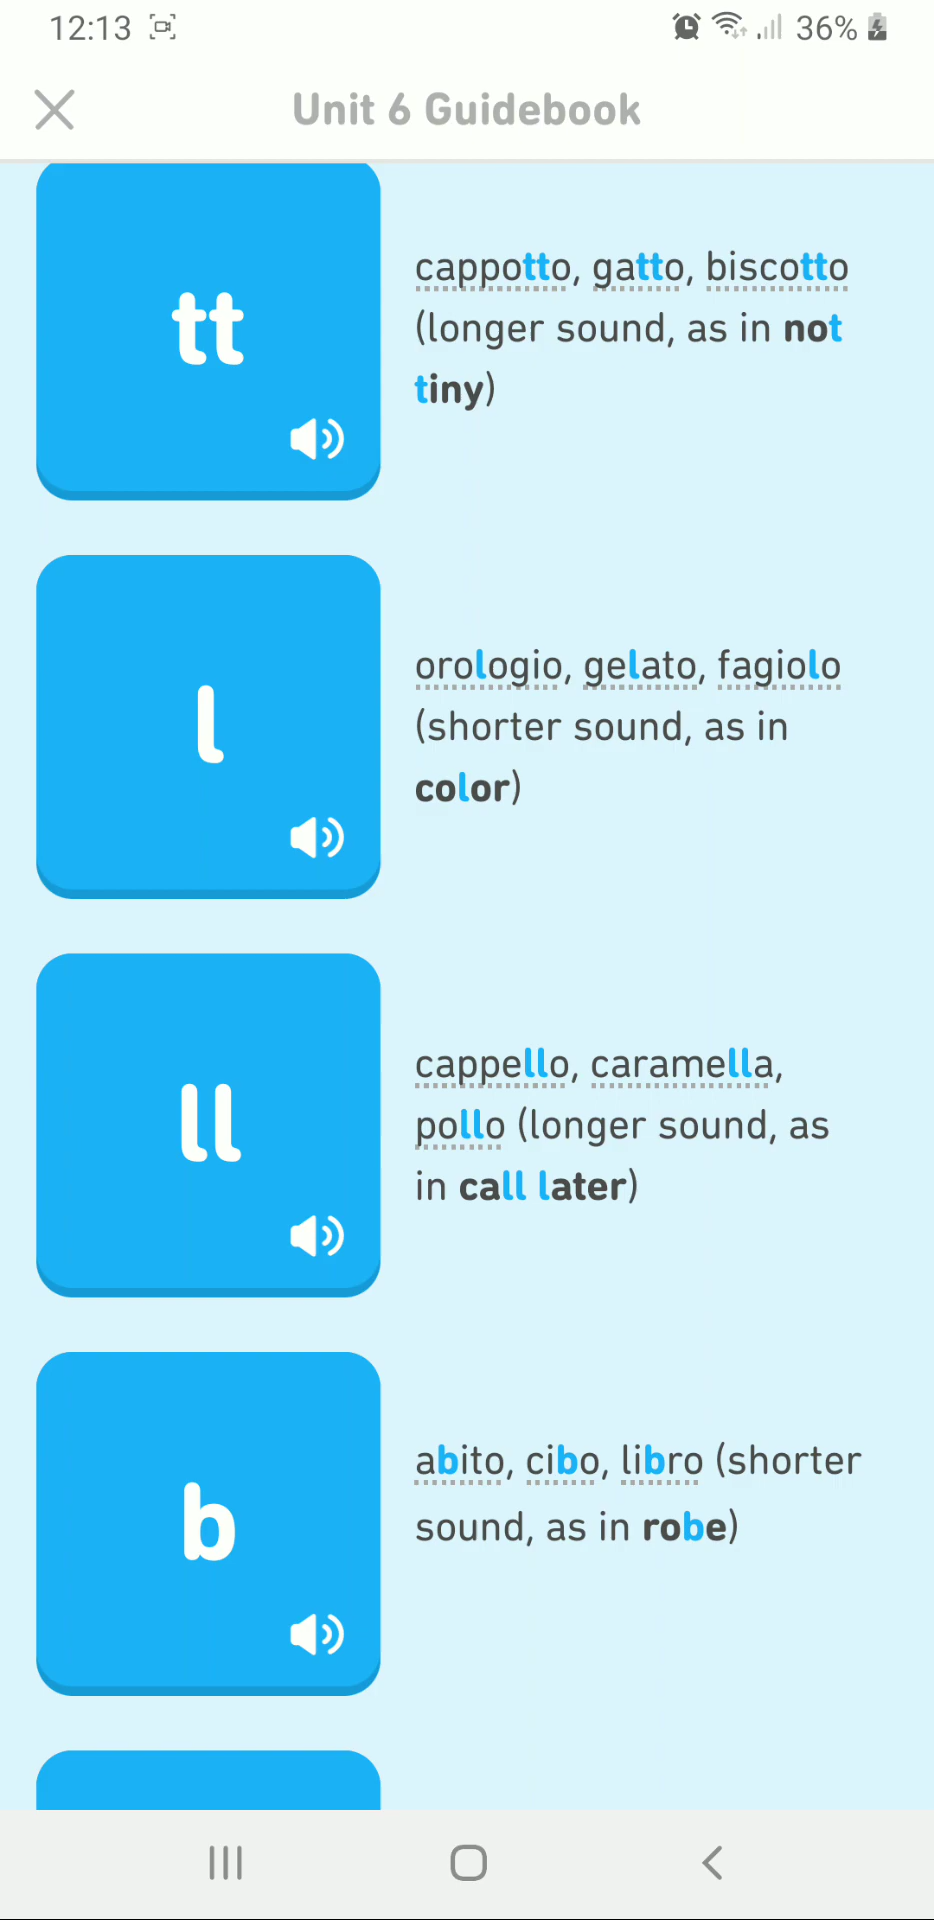 12:13
36%
Unit 6 Guidebook
tt
cappotto, gatto, biscotto
(longer sound, as in not
tiny)
l
orologio, gelato, fagiolo
(shorter sound, as in
color)
ll
cappello, caramella,
pollo (longer sound, as
in call later)
b
abito, cibo, libro (shorter
sound, as in robe)